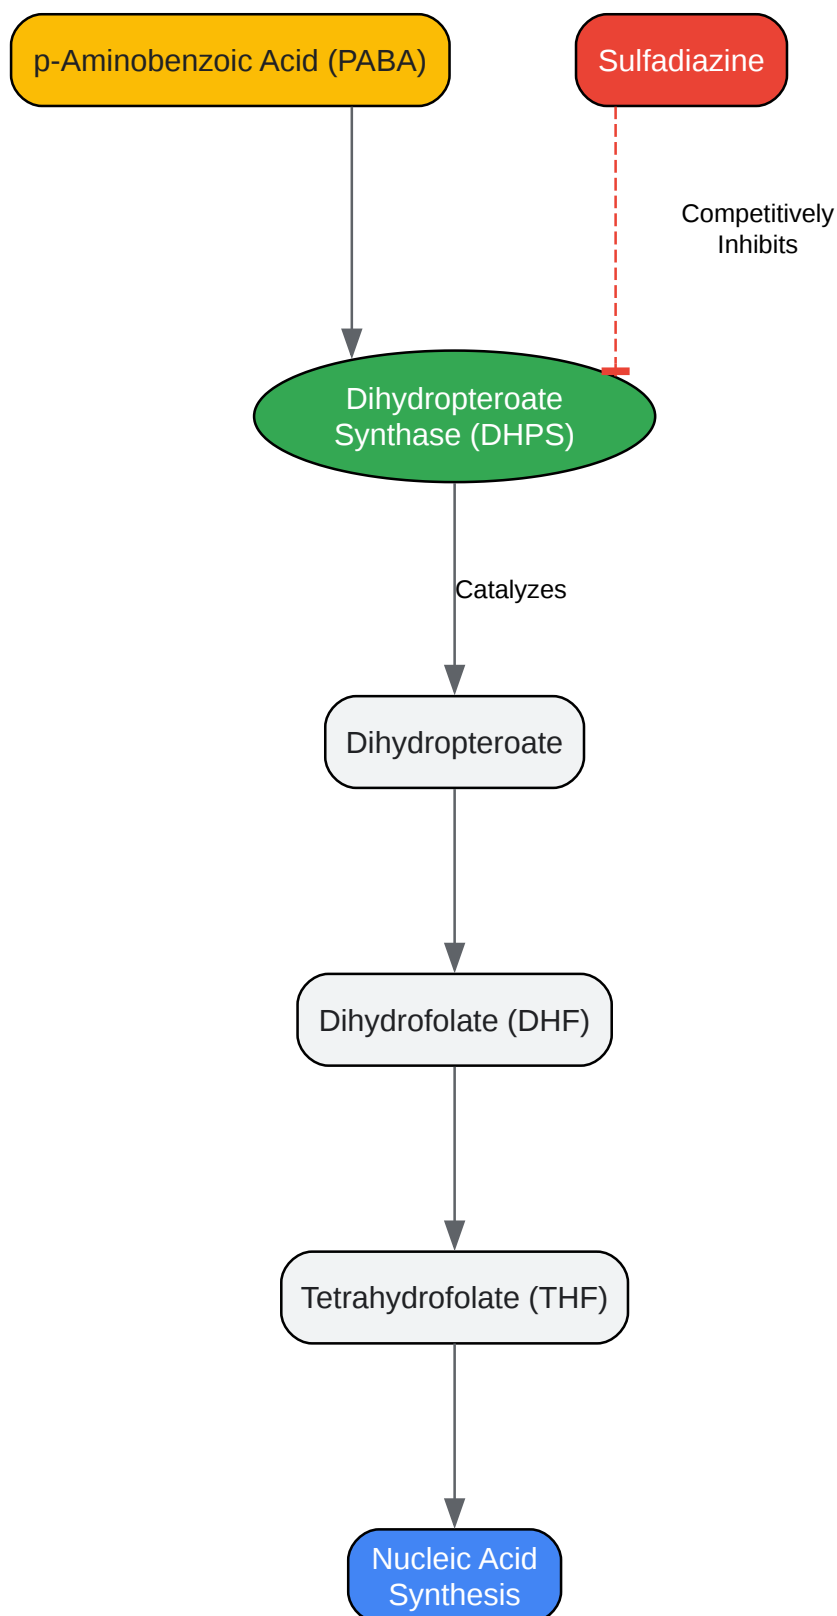 p-Aminobenzoic Acid (PABA)
Sulfadiazine
Competitively
Inhibits
Dihydropteroate
Synthase (DHPS)
Catalyzes
Dihydropteroate
Dihydrofolate (DHF)
Tetrahydrofolate (THF)
Nucleic Acid
Synthesis